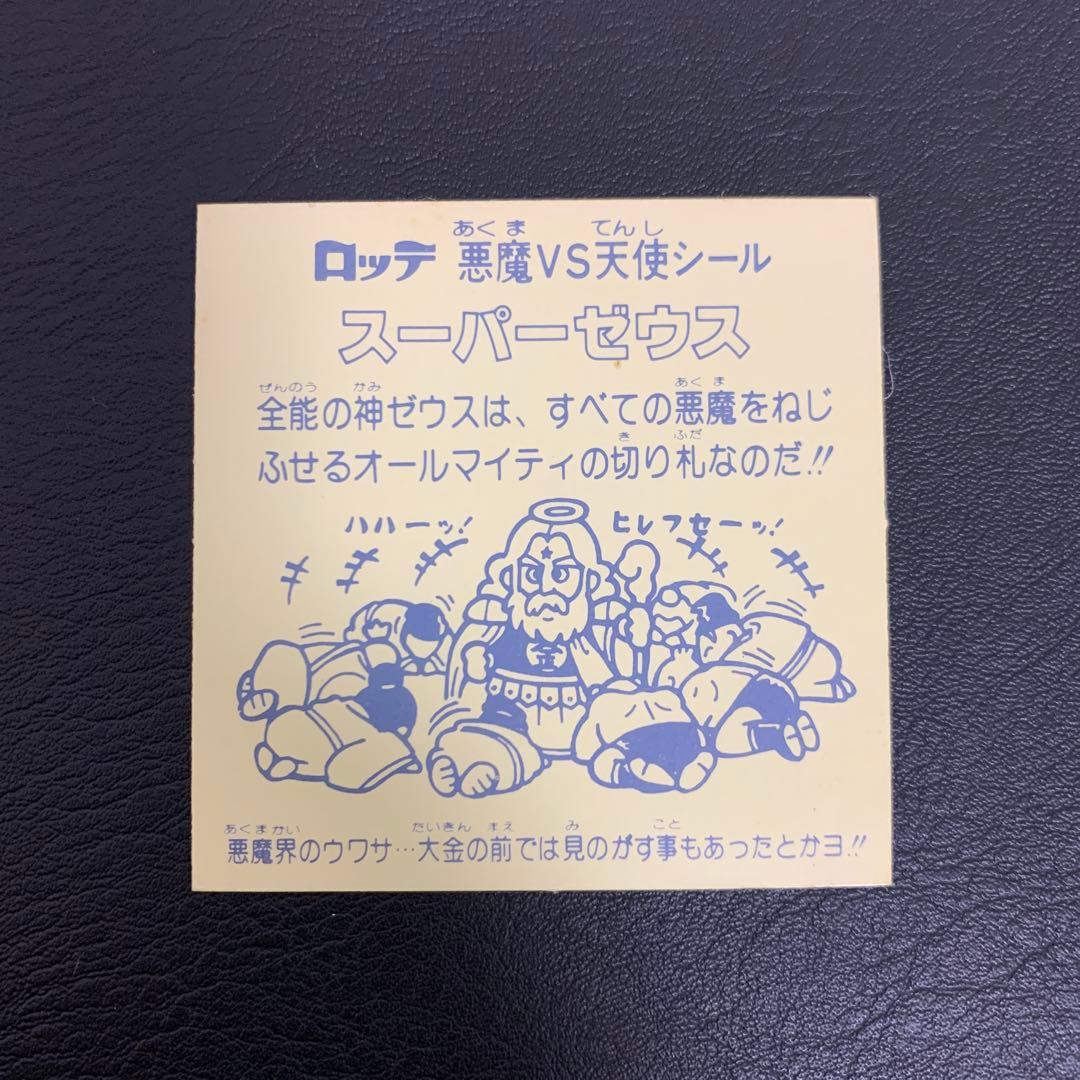 ロッテ 悪魔VS天使シール
あくま てんし
スーパーゼウス
ぜんのう かみ あくま
全能の神ゼウスは、すべての悪魔をねじ
き ふだ
ふせるオールマイティの切り札なのだ!!
ハハーッ! ヒレフセーッ!
金
あくまかい たいきん まえ み こと
悪魔界のウワサ…大金の前では見のがす事もあったとかヨ!!